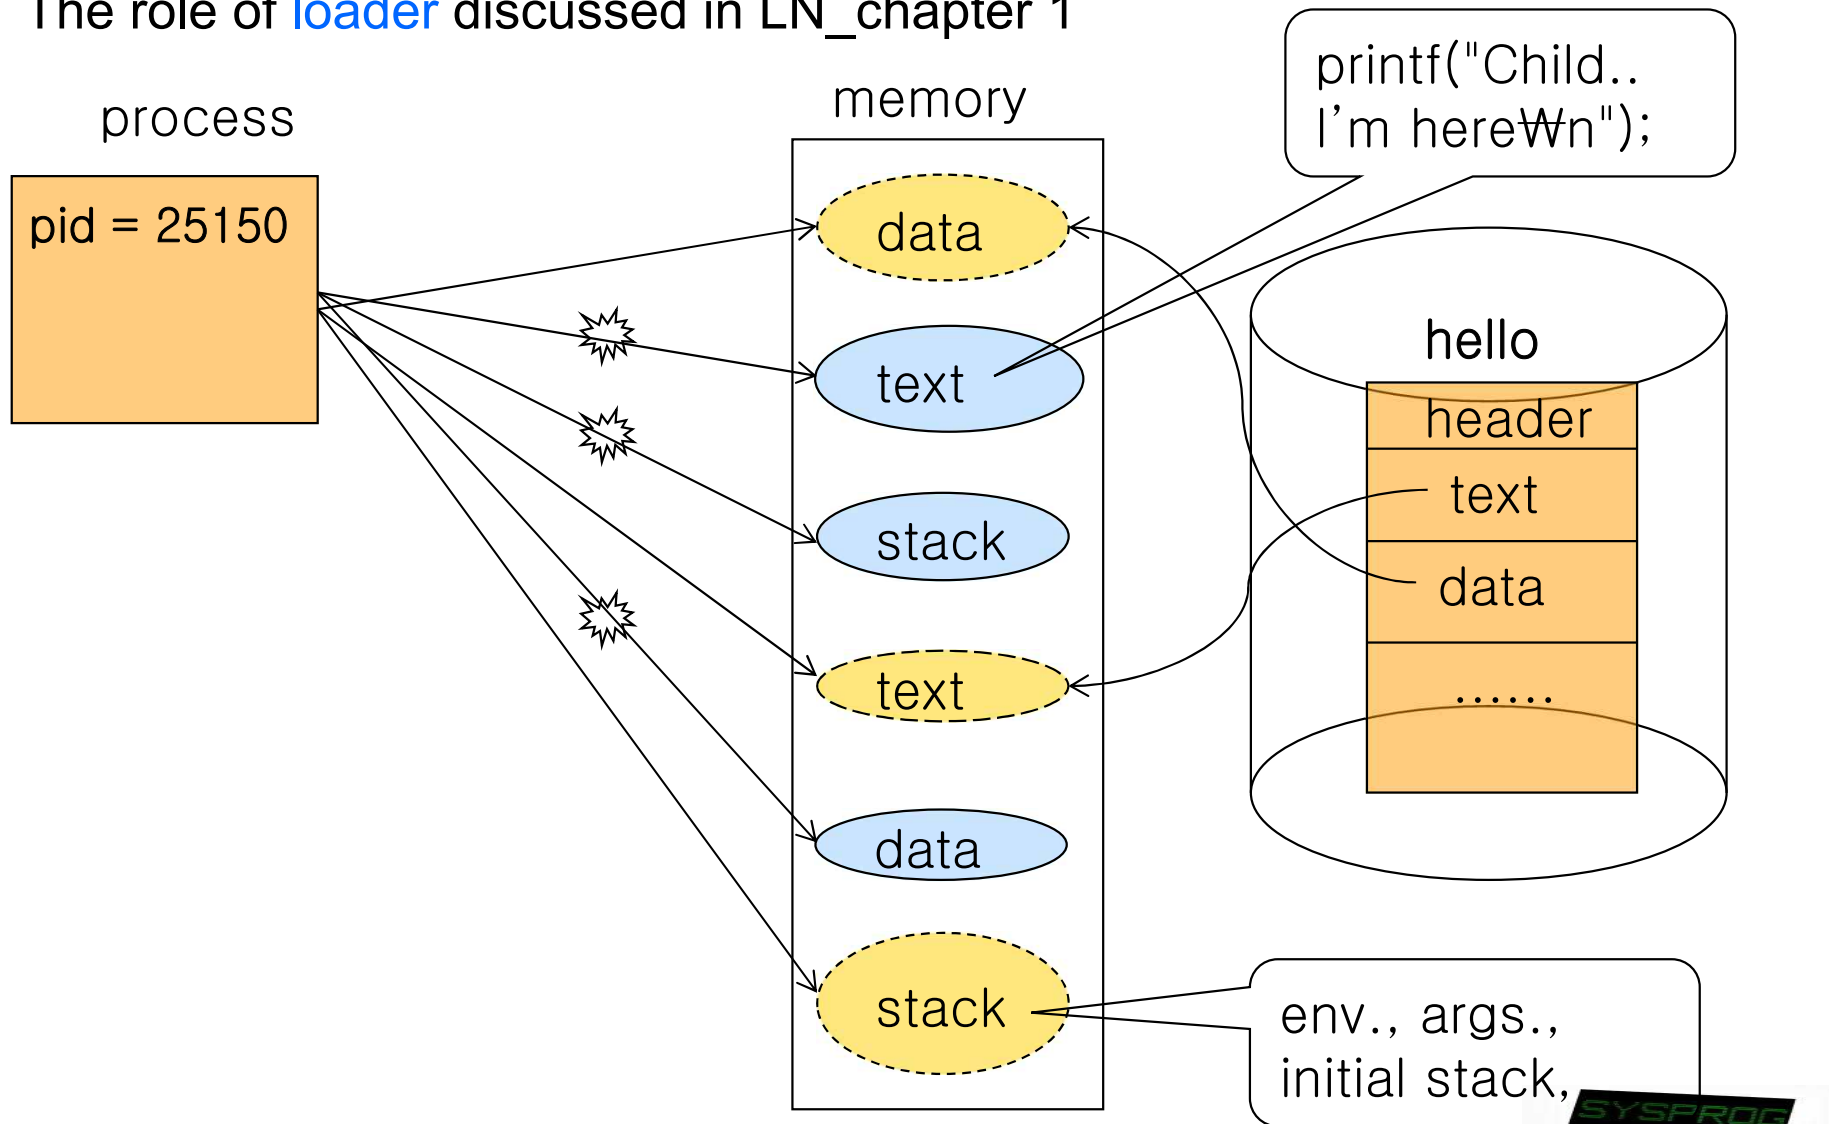 The role of loader discussed in LN_chapter 1
process
memory
printf("Child..
I'm here₩n");
pid = 25150
data
text
stack
text
data
stack
hello
header
text
data
......
env., args.,
initial stack,
SYSPROG